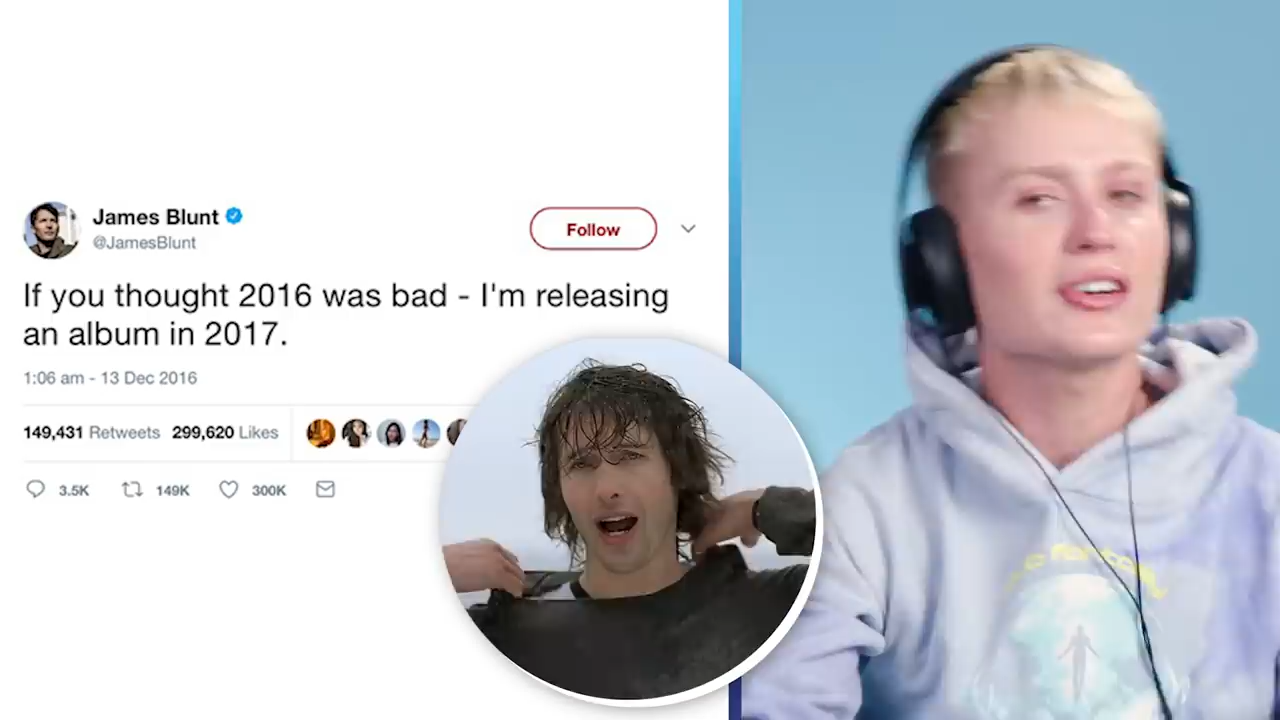 James Blunt
@JamesBlunt
Follow
If you thought 2016 was bad - I'm releasing
an album in 2017.
1:06 am - 13 Dec 2016
149,431 Retweets 299,620 Likes
3.5K 149K 300K